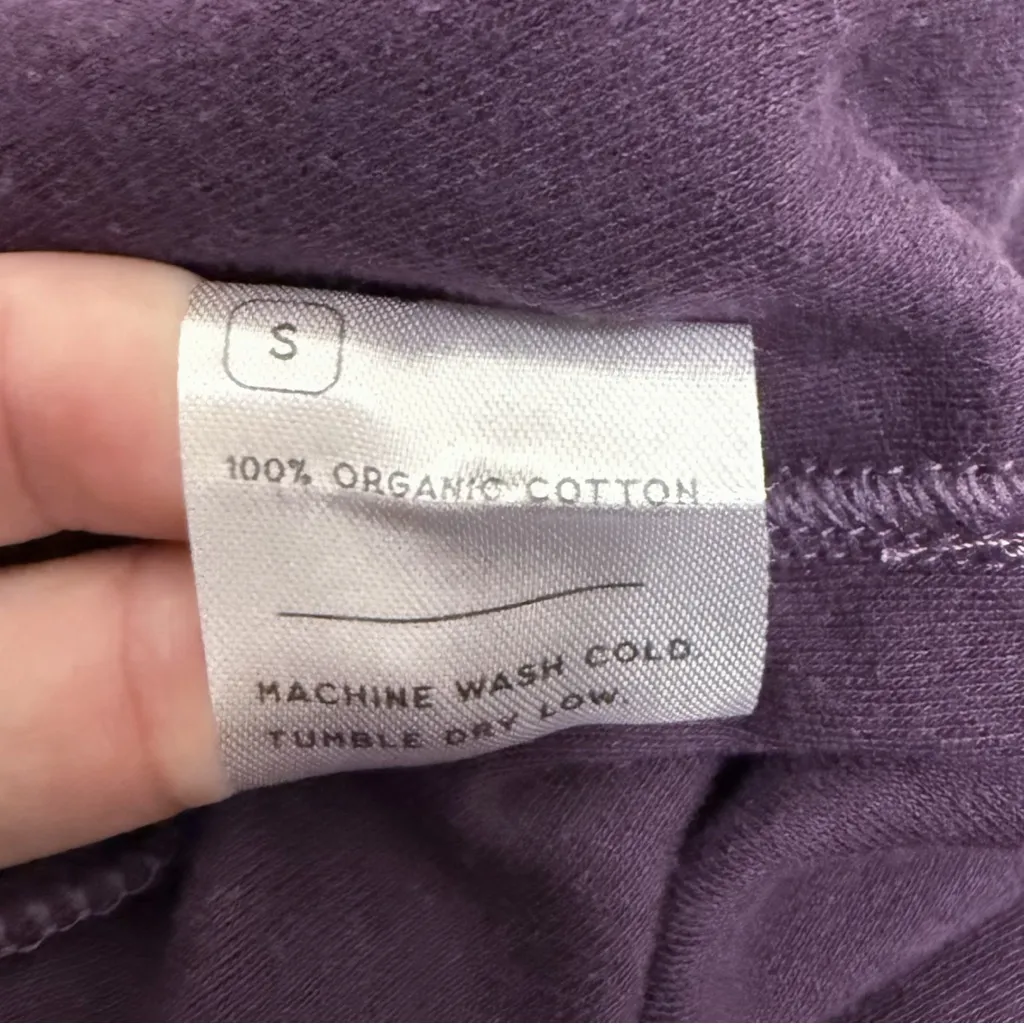 S
100% ORGANIC COTTON
MACHINE WASH COLD.
TUMBLE DRY LOW.